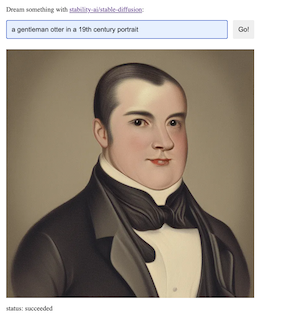 Dream something with stability-ai/stable-diffusion:
a gentleman otter in a 19th century portrait
Go!
status: succeeded